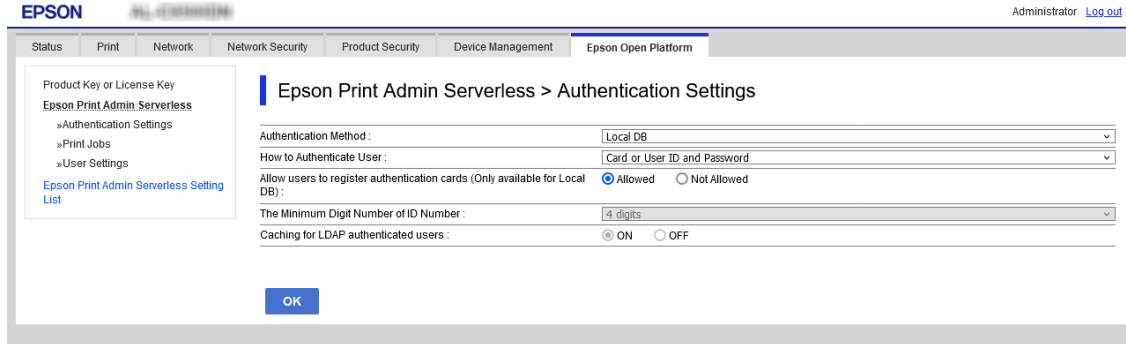 EPSON
Administrator Log out
Status Print Network Network Security Product Security Device Management Epson Open Platform
Product Key or License Key
Epson Print Admin Serverless
»Authentication Settings
»Print Jobs
»User Settings
Epson Print Admin Serverless Setting
List
Epson Print Admin Serverless > Authentication Settings
Authentication Method : Local DB
How to Authenticate User : Card or User ID and Password
Allow users to register authentication cards (Only available for Local
DB) : Allowed Not Allowed
The Minimum Digit Number of ID Number : 4 digits
Caching for LDAP authenticated users : ON OFF
OK